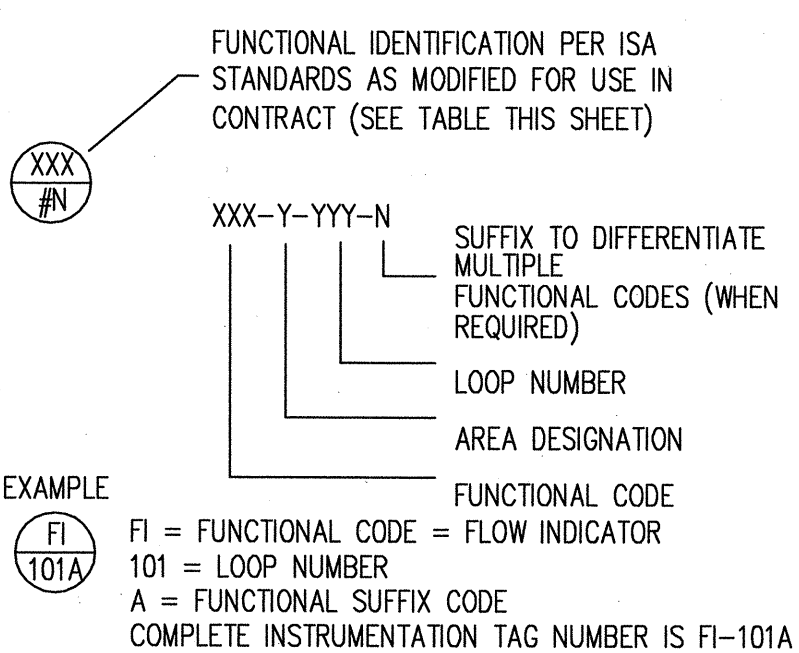 FUNCTIONAL IDENTIFICATION PER ISA
STANDARDS AS MODIFIED FOR USE IN
CONTRACT (SEE TABLE THIS SHEET)
XXX
#N
XXX-Y-YYY-N
SUFFIX TO DIFFERENTIATE
MULTIPLE
FUNCTIONAL CODES (WHEN
REQUIRED)
LOOP NUMBER
AREA DESIGNATION
FUNCTIONAL CODE
EXAMPLE
FI
101A
FI = FUNCTIONAL CODE = FLOW INDICATOR
101 = LOOP NUMBER
A = FUNCTIONAL SUFFIX CODE
COMPLETE INSTRUMENTATION TAG NUMBER IS FI-101A